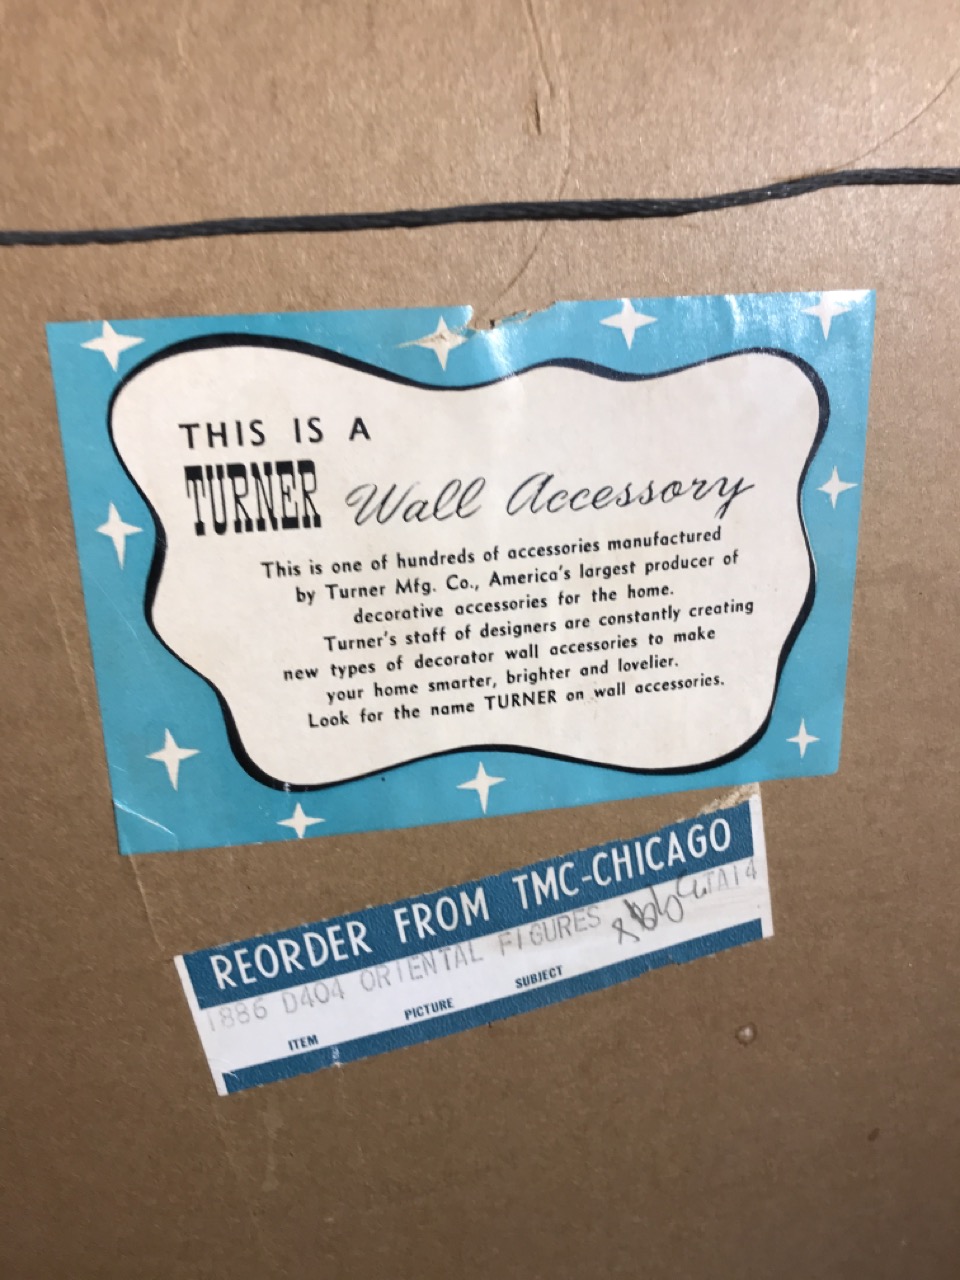 THIS IS A
TURNER Wall Accessory
This is one of hundreds of accessories manufactured
by Turner Mfg. Co., America's largest producer of
decorative accessories for the home.
Turner's staff of designers are constantly creating
new types of decorator wall accessories to make
your home smarter, brighter and lovelier.
Look for the name TURNER on wall accessories.
REORDER FROM TMC-CHICAGO
1886 D404 ORIENTAL FIGURES TA14
ITEM PICTURE SUBJECT